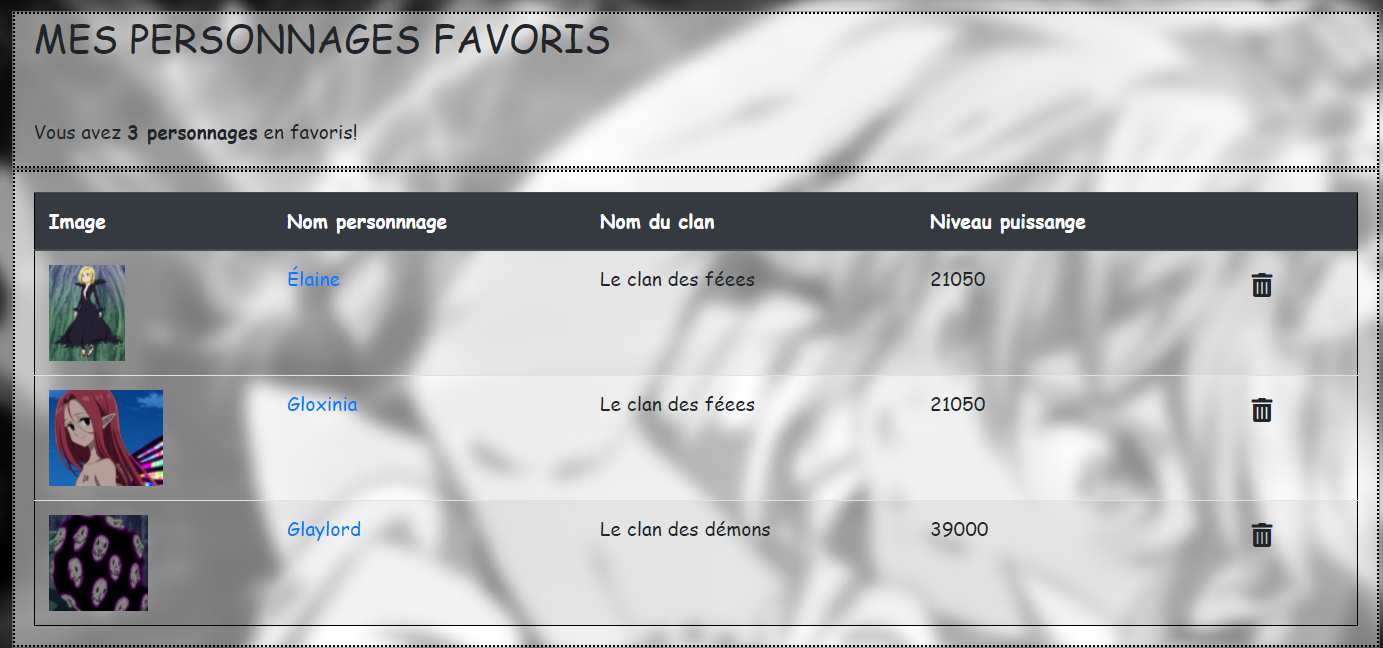 MES PERSONNAGES FAVORIS
Vous avez 3 personnages en favoris!
Image Nom personnnage Nom du clan Niveau puissange
Élaine Le clan des féees 21050
Gloxinia Le clan des féees 21050
Glaylord Le clan des démons 39000